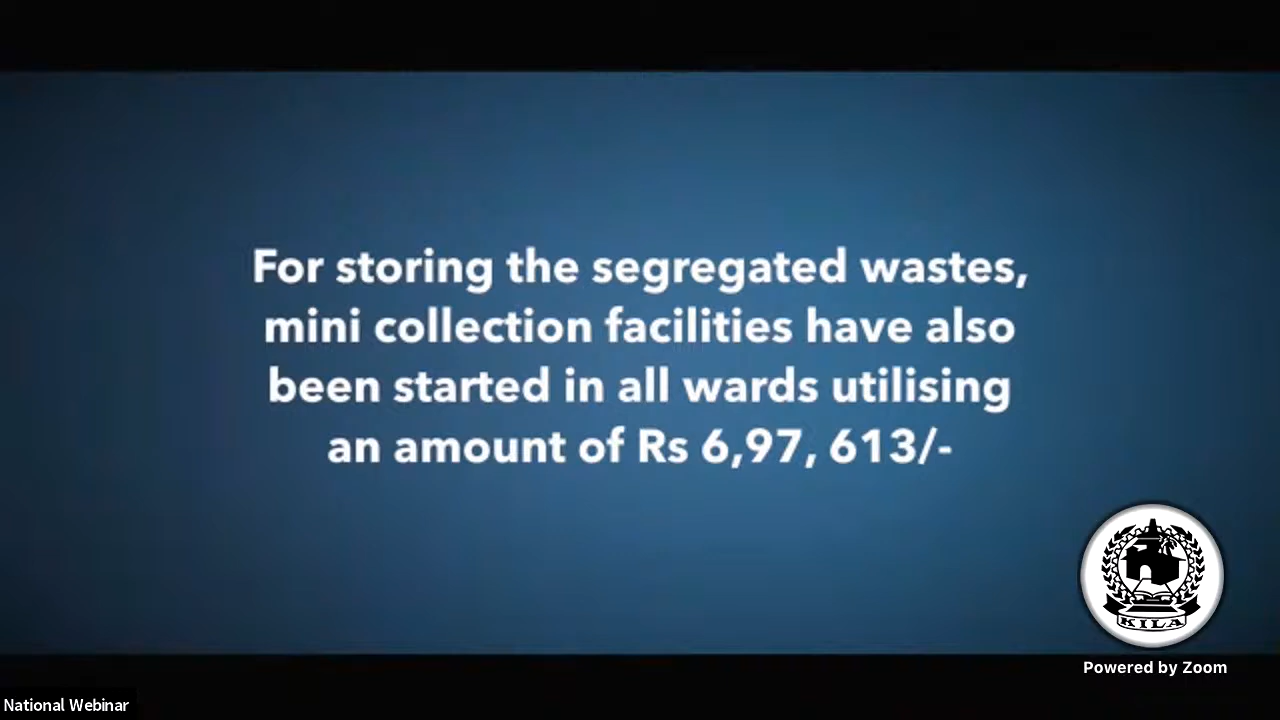 For storing the segregated wastes,
mini collection facilities have also
been started in all wards utilising
an amount of Rs 6,97, 613/-
KILA
Powered by Zoom
National Webinar